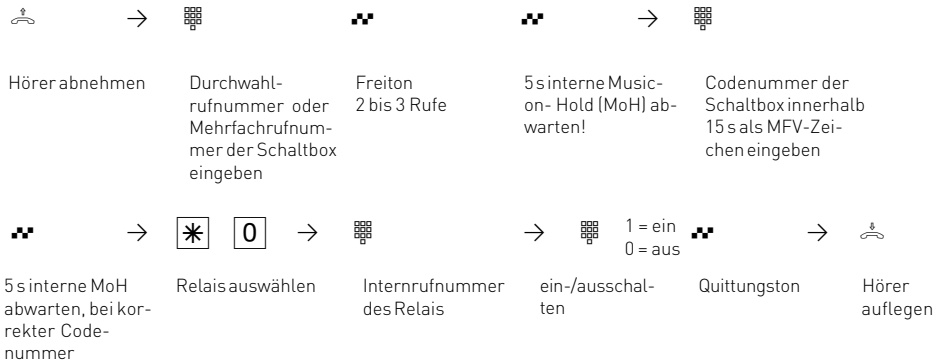 Hörer abnehmen
Durchwahl-
rufnummer oder
Mehrfachrufnum-
mer der Schaltbox
eingeben
Freiton
2 bis 3 Rufe
5 s interne Music-
on- Hold (MoH) ab-
warten!
Codenummer der
Schaltbox innerhalb
15 s als MFV-Zei-
chen eingeben
* 0
1 = ein
0 = aus
5 s interne MoH
abwarten, bei kor-
rekter Code-
nummer
Relais auswählen
Internrufnummer
des Relais
ein-/ausschal-
ten
Quittungston
Hörer
auflegen